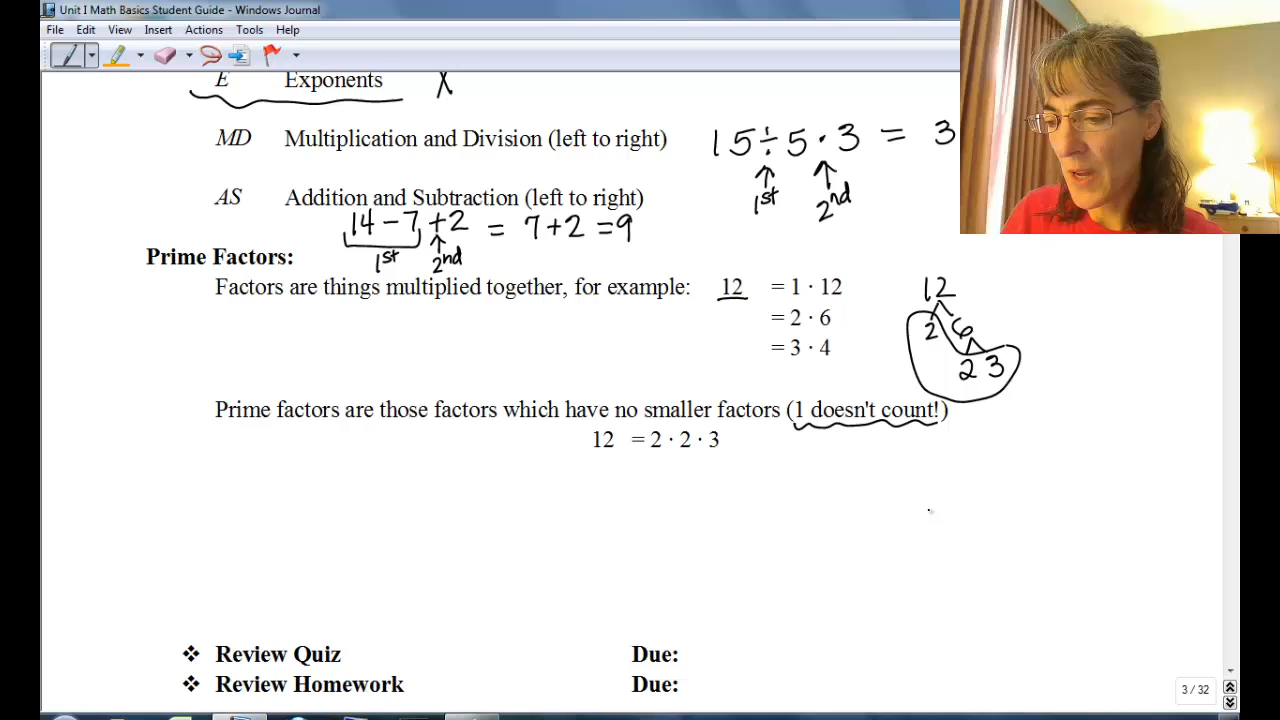 Unit I Math Basics Student Guide - Windows Journal
File Edit View Insert Actions Tools Help
E Exponents
MD Multiplication and Division (left to right) 15 ÷ 5 · 3 = 3
1st 2nd
AS Addition and Subtraction (left to right)
14 - 7 + 2 = 7 + 2 = 9
1st 2nd
Prime Factors:
Factors are things multiplied together, for example: 12 = 1 · 12
= 2 · 6
= 3 · 4
12
2 6
2 3
Prime factors are those factors which have no smaller factors (1 doesn't count!)
12 = 2 · 2 · 3
❖ Review Quiz Due:
❖ Review Homework Due:
3 / 32